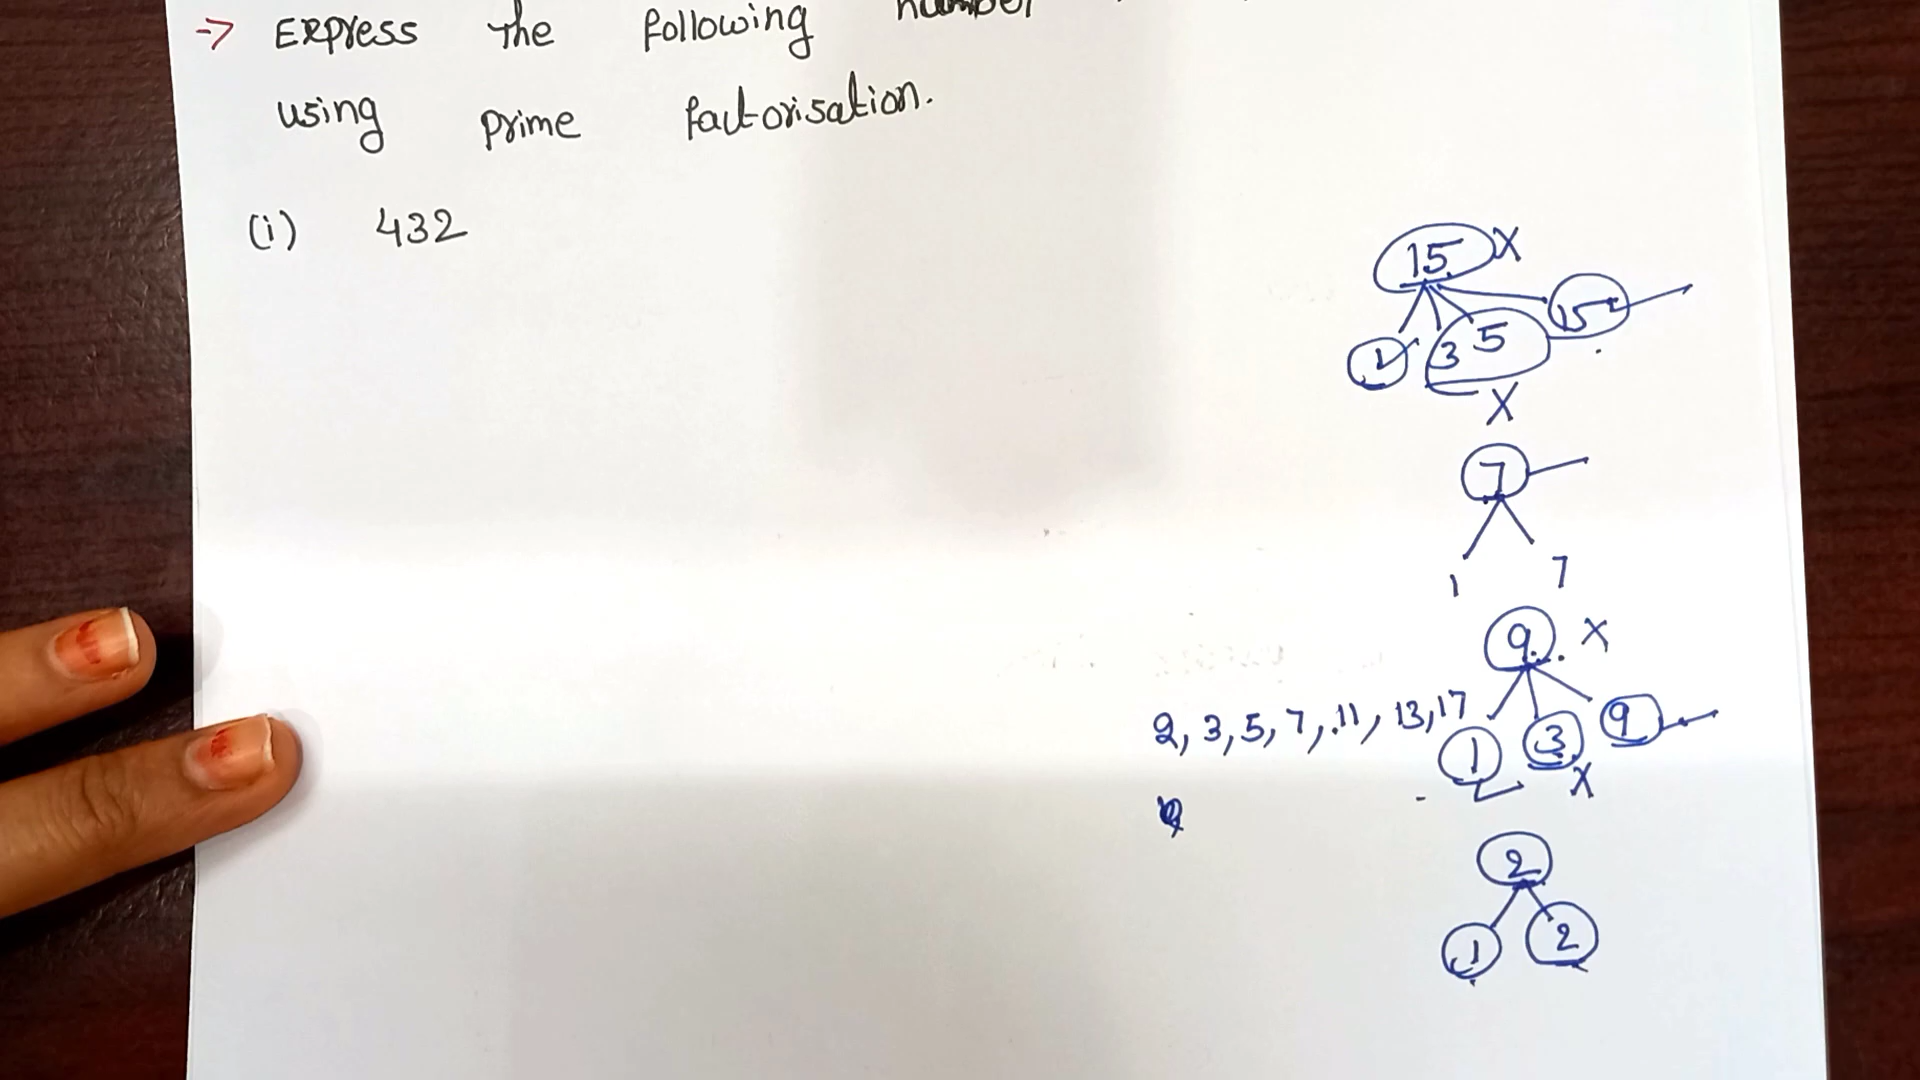 -> Express the following number
using prime factorisation.
(i) 432
15 X
1 3 5 15
X
7
1 7
9 X
2, 3, 5, 7, 11, 13, 17
1 3 9
X
2
1 2